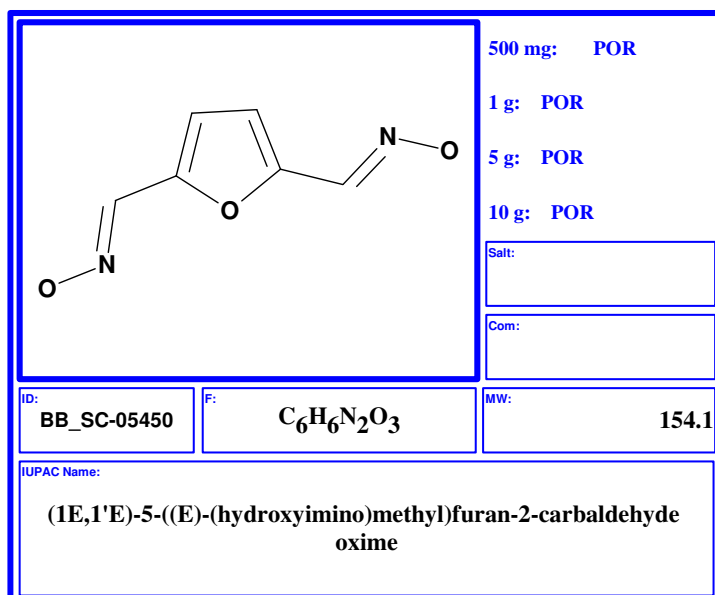 500 mg: POR
1 g: POR
5 g: POR
10 g: POR
N
O
O
N
O
Salt:
Com:
ID:
BB_SC-05450
F:
C6H6N2O3
MW:
154.1
IUPAC Name:
(1E,1'E)-5-((E)-(hydroxyimino)methyl)furan-2-carbaldehyde
oxime